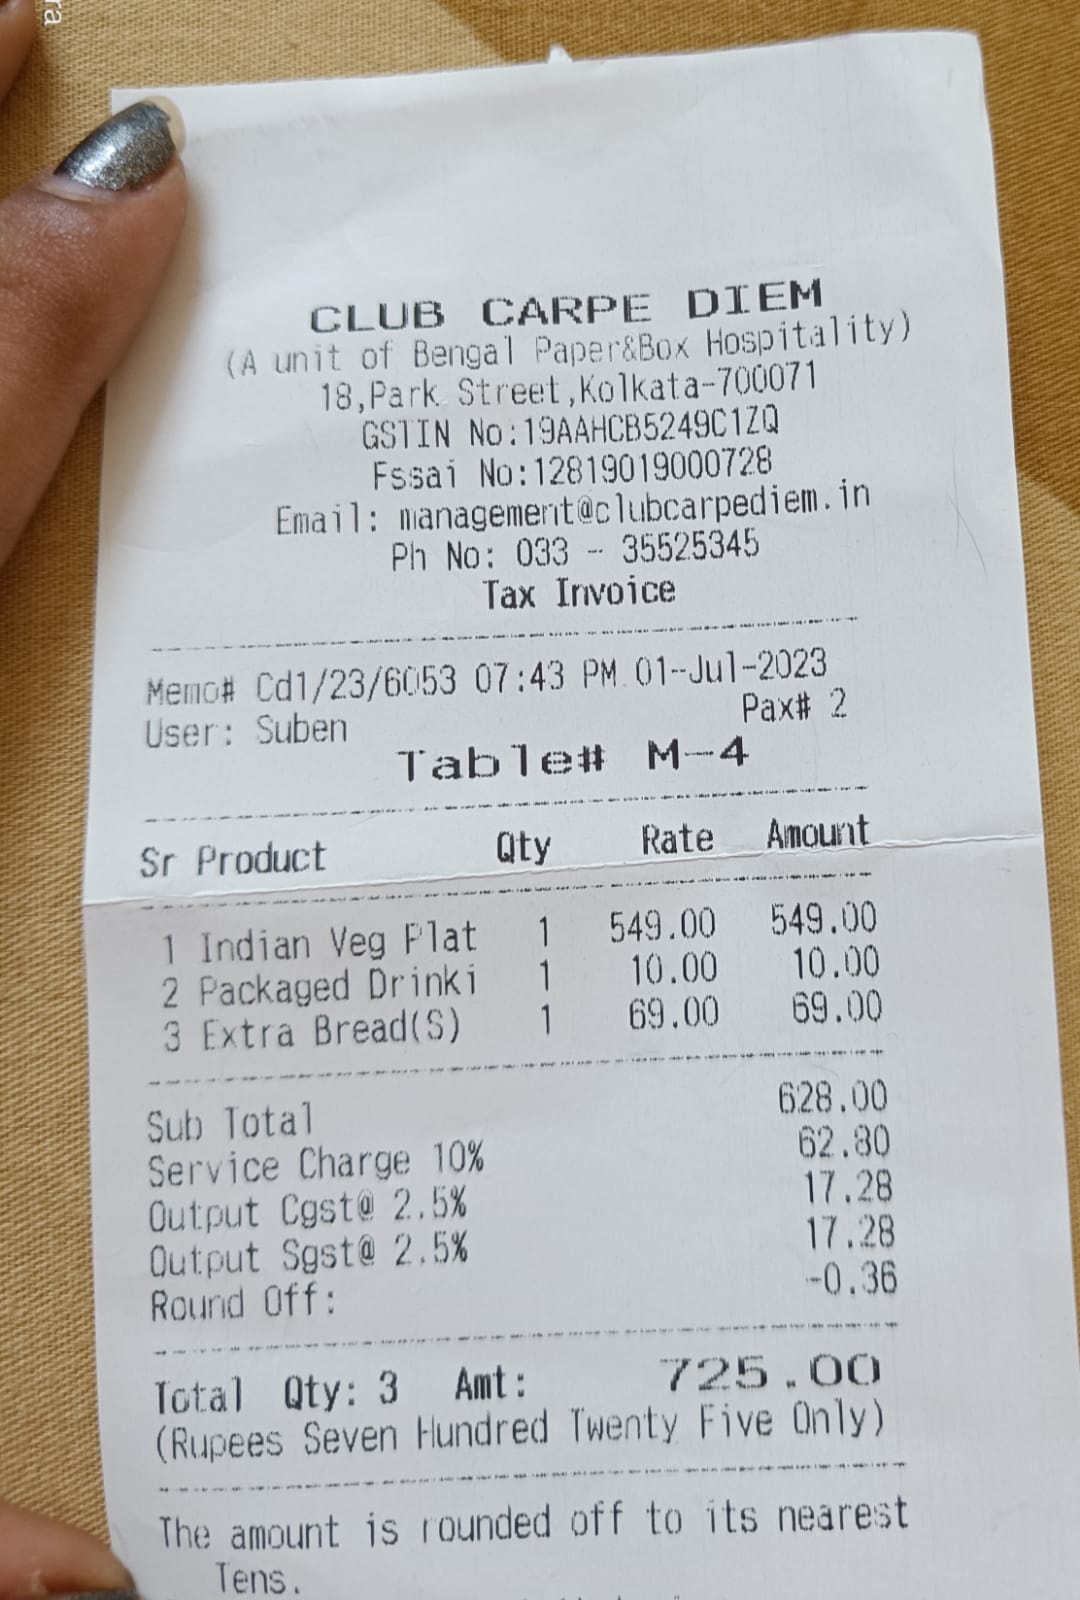 ra
CLUB CARPE DIEM
(A unit of Bengal Paper&Box Hospitality)
18,Park Street,Kolkata-700071
GSTIN No:19AAHCB5249C1ZQ
Fssai No:12819019000728
Email: management@clubcarpediem.in
Ph No: 033 - 35525345
Tax Invoice
Memo# Cd1/23/6053 07:43 PM 01-Jul-2023
User: Suben Pax# 2
Table# M-4
Sr Product Qty Rate Amount
1 Indian Veg Plat 1 549.00 549.00
2 Packaged Drinki 1 10.00 10.00
3 Extra Bread(S) 1 69.00 69.00
Sub Total 628.00
Service Charge 10% 62.80
Output Cgst@ 2.5% 17.28
Output Sgst@ 2.5% 17.28
Round Off: -0.36
Total Qty: 3 Amt: 725.00
(Rupees Seven Hundred Twenty Five Only)
The amount is rounded off to its nearest
Tens.